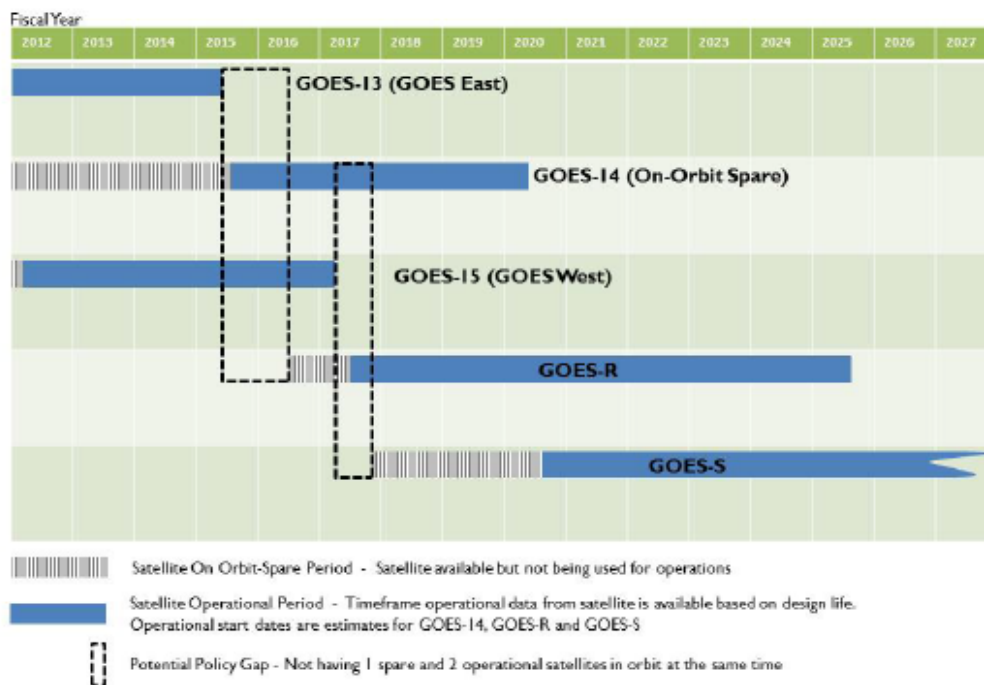 Fiscal Year
2012 2013 2014 2015 2016 2017 2018 2019 2020 2021 2022 2023 2024 2025 2026 2027
GOES-13 (GOES East)
GOES-14 (On-Orbit Spare)
GOES-15 (GOES West)
GOES-R
GOES-S
Satellite On Orbit-Spare Period - Satellite available but not being used for operations
Satellite Operational Period - Timeframe operational data from satellite is available based on design life.
Operational start dates are estimates for GOES-14, GOES-R and GOES-S
Potential Policy Gap - Not having 1 spare and 2 operational satellites in orbit at the same time